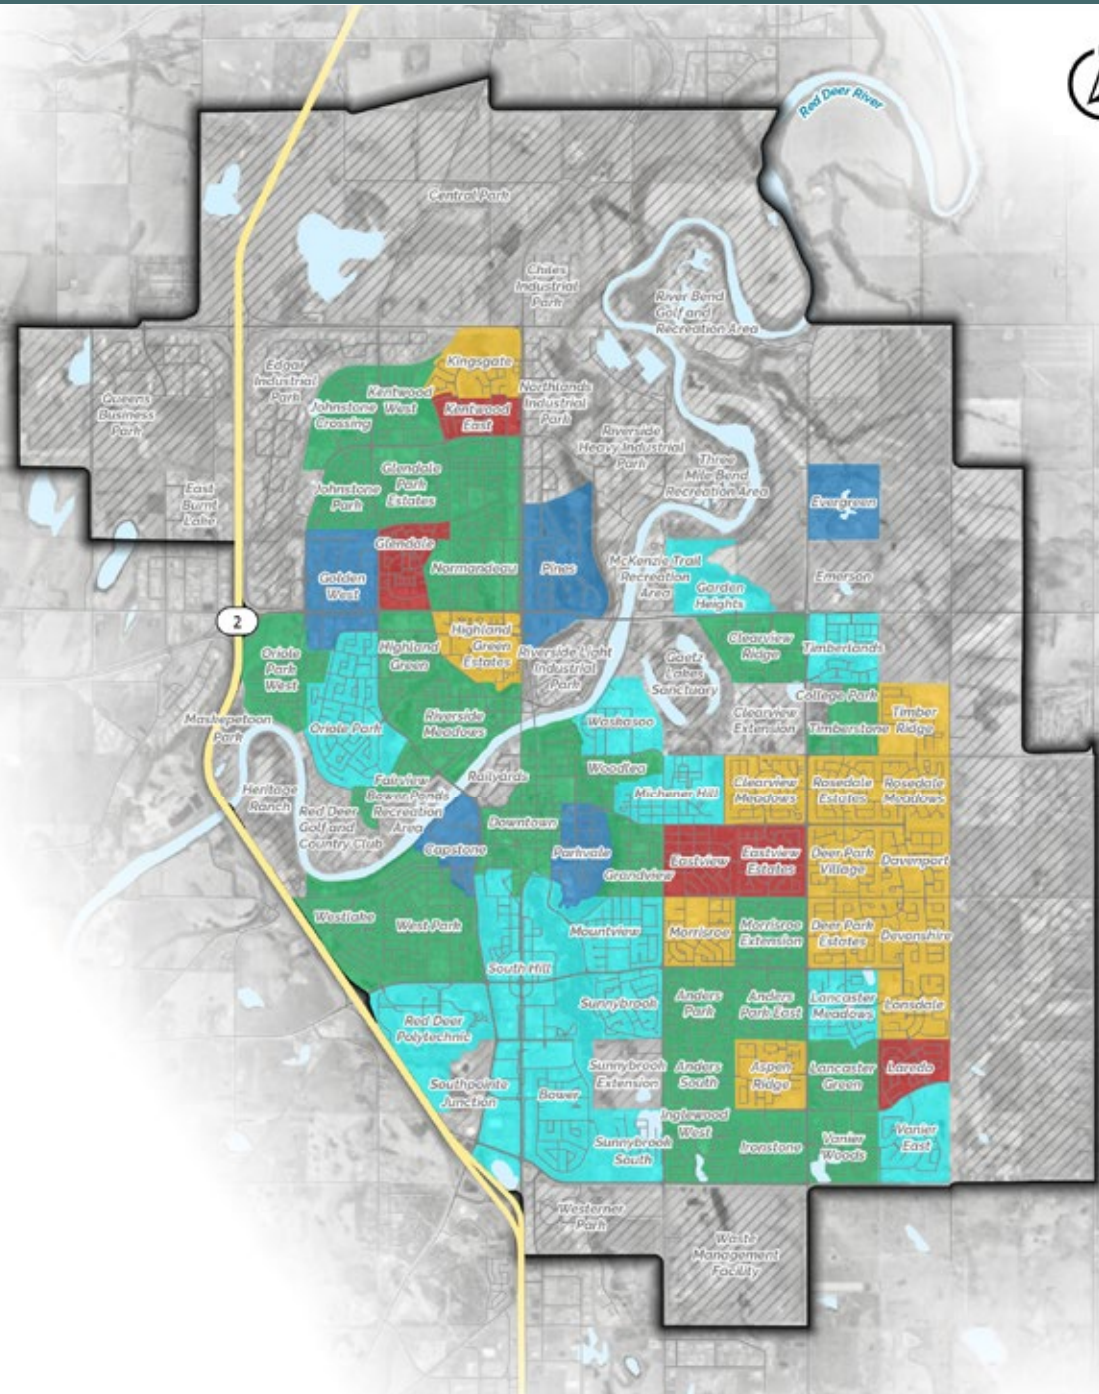 Red Deer River
Central Park
Chiles
Industrial
Park
River Bend
Golf and
Recreation Area
Kingsgate
Edgar
Industrial
Park
Kentwood
West
Johnstone
Crossing
Kentwood
East
Northlands
Industrial
Park
Queens
Business
Park
Riverside
Heavy Industrial
Park
Three
Mile Bend
Recreation Area
Glendale
Park
Estates
Johnstone
Park
East
Burnt
Lake
Evergreen
Glendale
Golden
West
Normandeau
Pines
McKenzie Trail
Recreation
Area
Garden
Heights
Emerson
2
Oriole
Park
West
Highland
Green
Highland
Green
Estates
Riverside Light
Industrial
Park
Gaetz
Lakes
Sanctuary
Clearview
Ridge
Timberlands
College Park
Maskepetoon
Park
Oriole Park
Riverside
Meadows
Waskasoo
Clearview
Extension
Timberstone
Timber
Ridge
Heritage
Ranch
Railyards
Woodlea
Fairview
Bower Ponds
Recreation
Area
Red Deer
Golf and
Country Club
Michener Hill
Clearview
Meadows
Rosedale
Estates
Rosedale
Meadows
Capstone
Downtown
Parkvale
Grandview
Eastview
Eastview
Estates
Deer Park
Village
Davenport
Westlake
West Park
Mountview
Morrisroe
Morrisroe
Extension
Deer Park
Estates
Devonshire
South Hill
Red Deer
Polytechnic
Sunnybrook
Anders
Park
Anders
Park East
Lancaster
Meadows
Lonsdale
Southpointe
Junction
Bower
Sunnybrook
Extension
Anders
South
Aspen
Ridge
Lancaster
Green
Laredo
Sunnybrook
South
Inglewood
West
Ironstone
Vanier
Woods
Vanier
East
Westerner
Park
Waste
Management
Facility